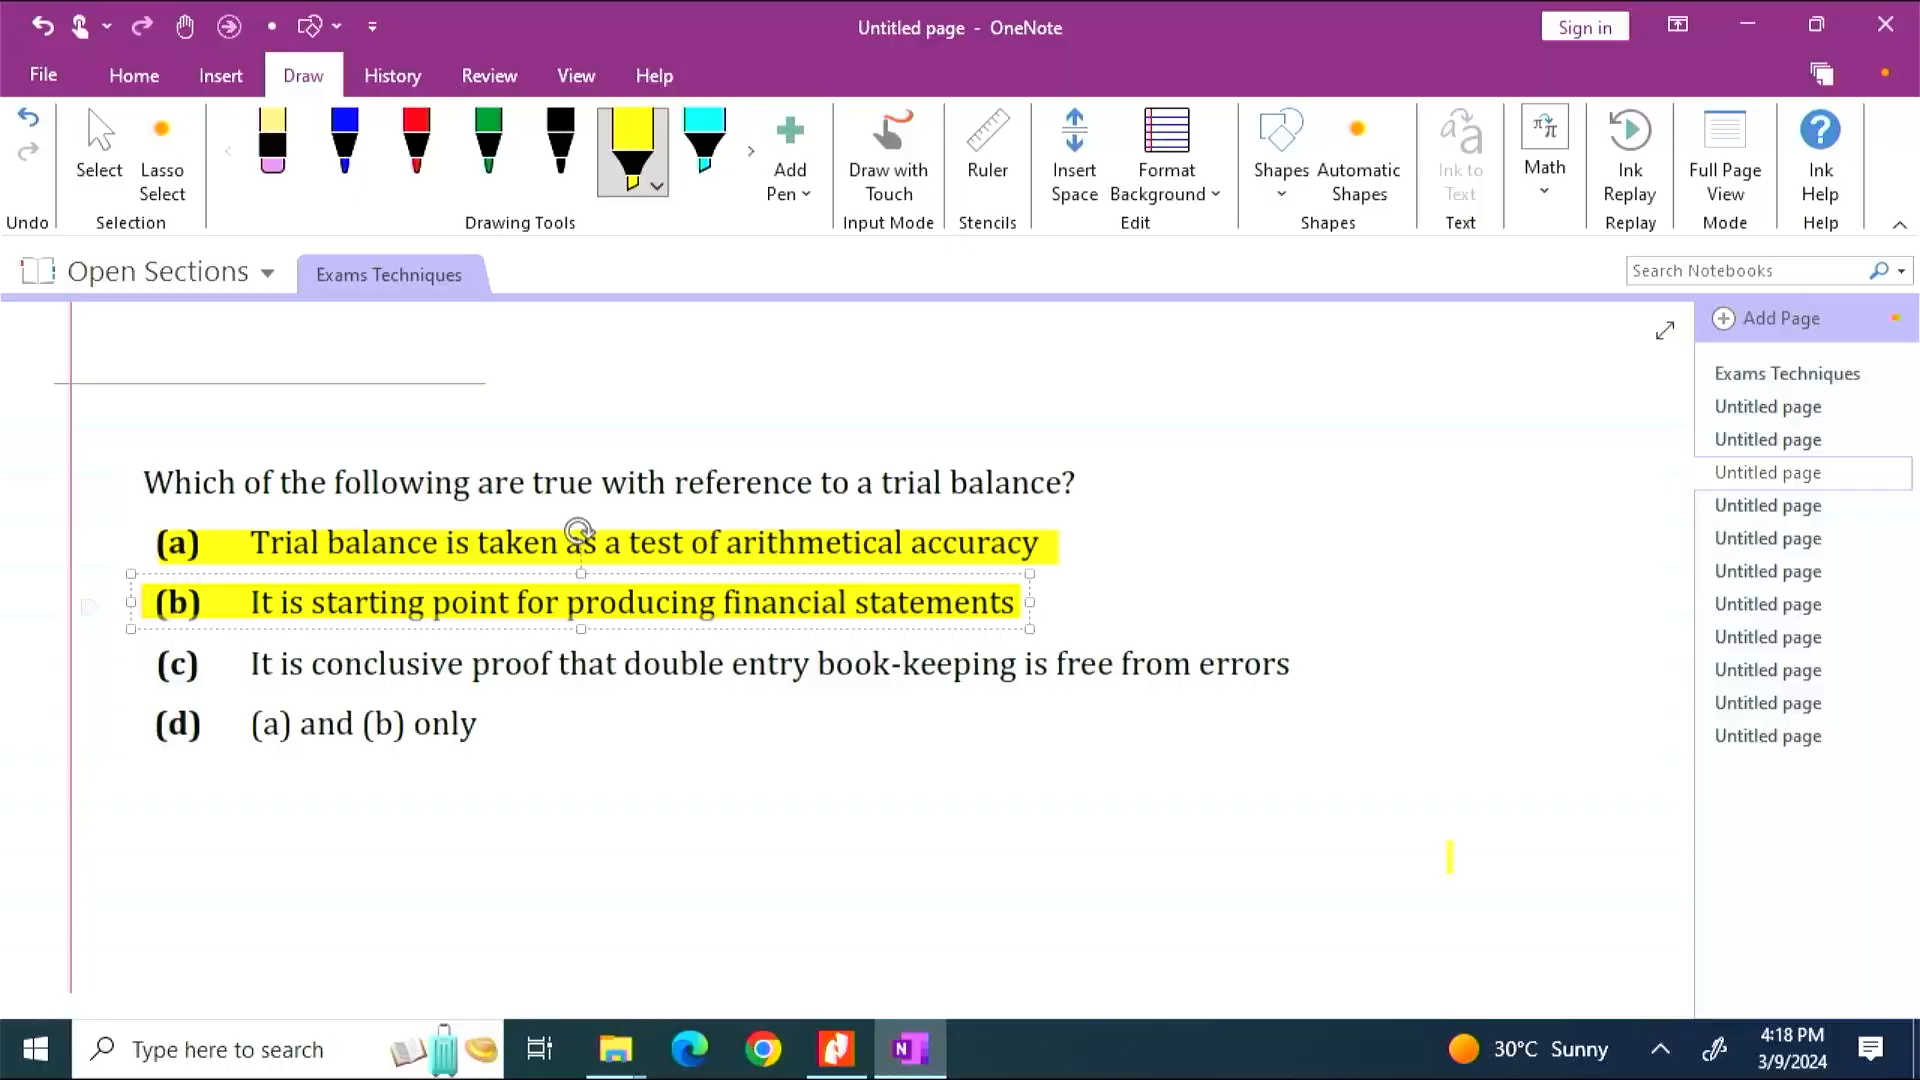 Untitled page - OneNote
Sign in
File Home Insert Draw History Review View Help
Select
Lasso Select
Add Pen
Draw with Touch
Ruler
Insert Space
Format Background
Shapes
Automatic Shapes
Ink to Text
Math
Ink Replay
Full Page View
Ink Help
Undo Selection Drawing Tools Input Mode Stencils Edit Shapes Text Replay Mode Help
Open Sections Exams Techniques Search Notebooks
Add Page
Exams Techniques
Untitled page
Untitled page
Untitled page
Untitled page
Untitled page
Untitled page
Untitled page
Untitled page
Untitled page
Untitled page
Untitled page
Which of the following are true with reference to a trial balance?
(a) Trial balance is taken as a test of arithmetical accuracy
(b) It is starting point for producing financial statements
(c) It is conclusive proof that double entry book-keeping is free from errors
(d) (a) and (b) only
Type here to search
30°C Sunny
4:18 PM
3/9/2024